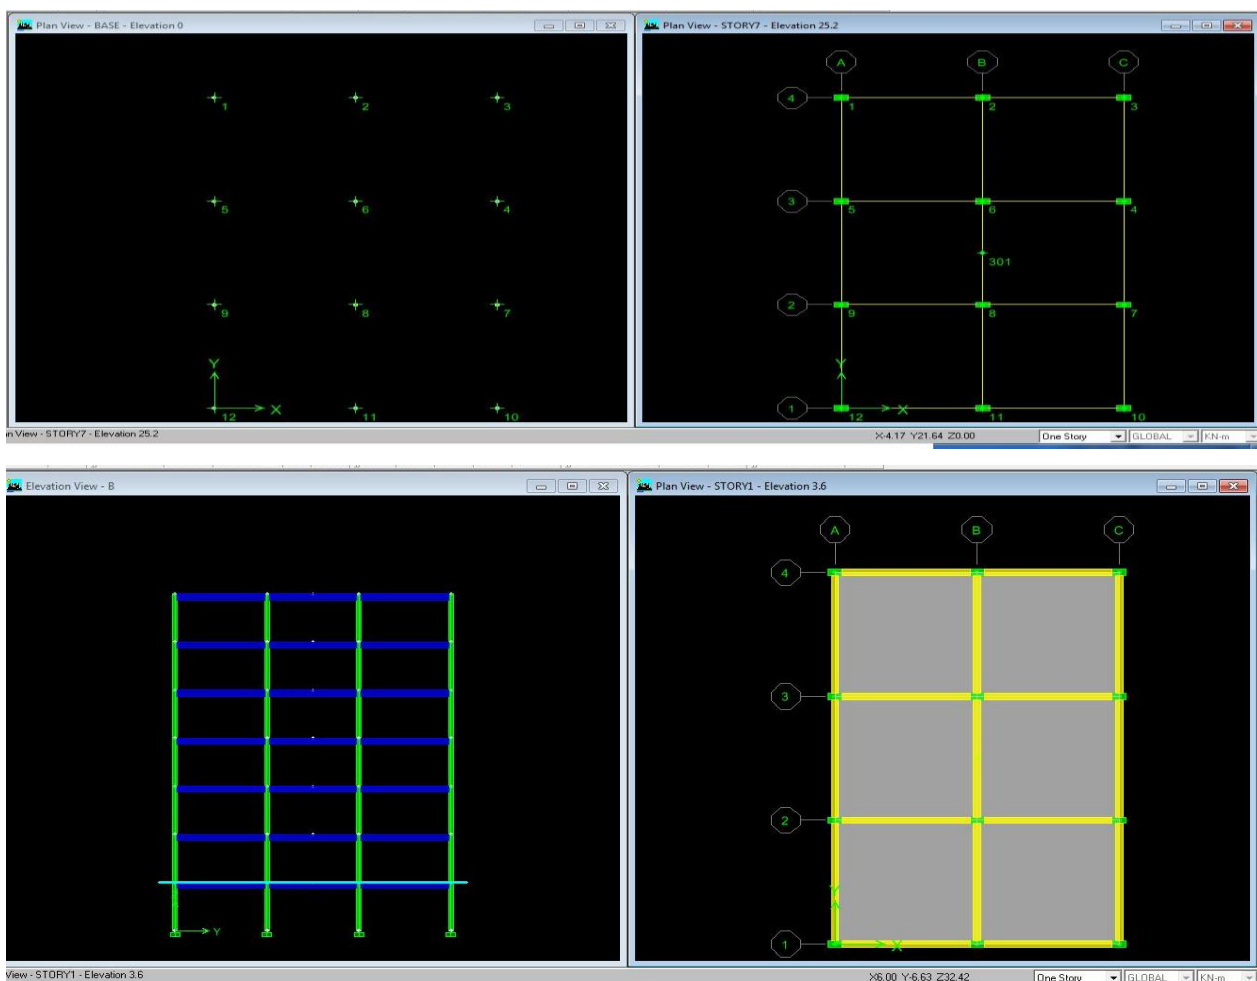 Plan View - BASE - Elevation 0
1 2 3
5 6 4
9 8 7
Y
X
12 11 10
Plan View - STORY7 - Elevation 25.2
A B C
4 1 2 3
3 5 6 4
301
2 9 8 7
Y
1 12 X 11 10
n View - STORY7 - Elevation 25.2
X-4.17 Y21.64 Z0.00
One Story
GLOBAL
KN-m
Elevation View - B
Y
Plan View - STORY1 - Elevation 3.6
A B C
4
3
2
Y
1 X
View - STORY1 - Elevation 3.6
X6.00 Y-6.63 Z32.42
One Story
GLOBAL
KN-m